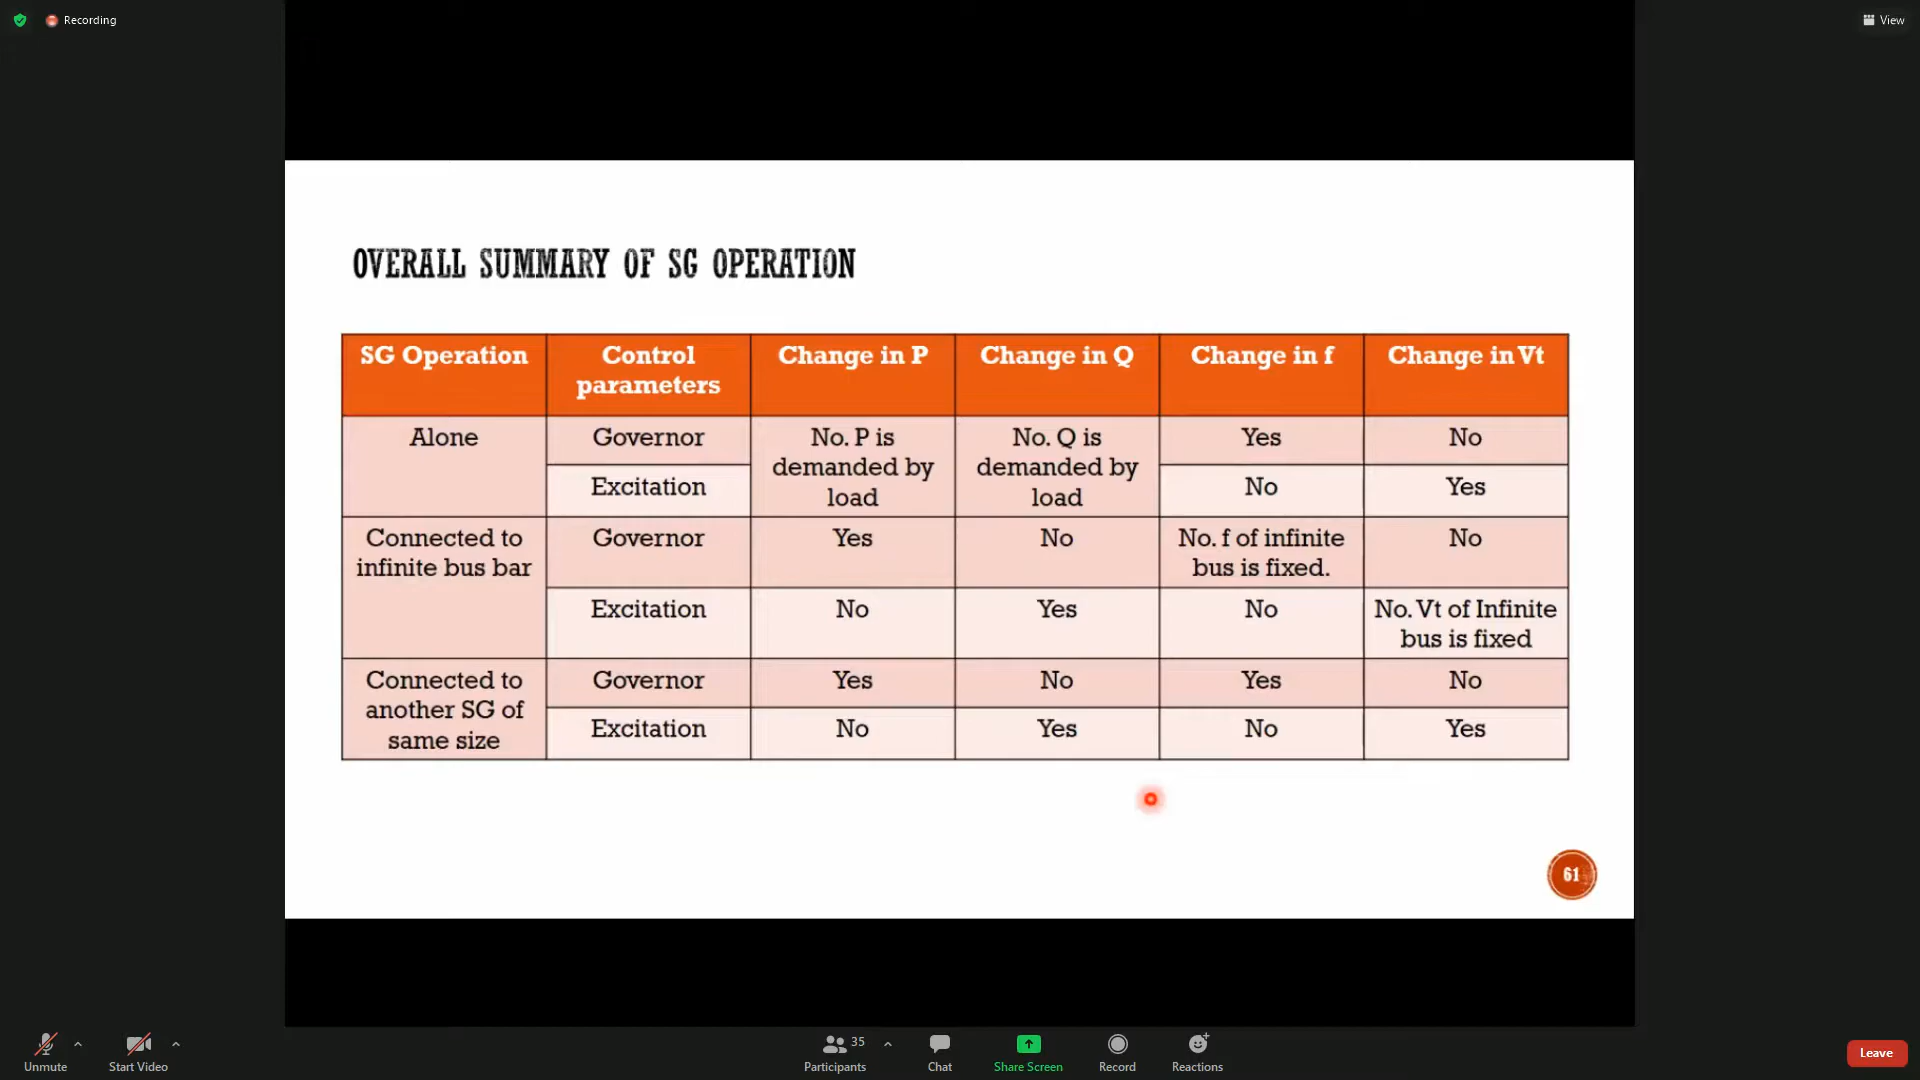 Recording
View
OVERALL SUMMARY OF SG OPERATION
SG Operation
Control
parameters
Change in P
Change in Q
Change in f
Change in Vt
Alone
Governor
No. P is
demanded by
load
No. Q is
demanded by
load
Yes
No
Excitation
No
Yes
Connected to
infinite bus bar
Governor
Yes
No
No. f of infinite
bus is fixed.
No
Excitation
No
Yes
No
No. Vt of Infinite
bus is fixed
Connected to
another SG of
same size
Governor
Yes
No
Yes
No
Excitation
No
Yes
No
Yes
61
Unmute
Start Video
Participants
35
Chat
Share Screen
Record
Reactions
Leave